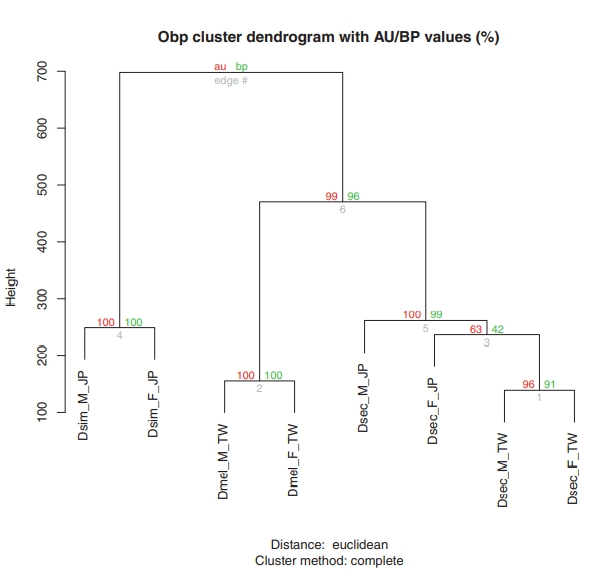 Obp cluster dendrogram with AU/BP values (%)
700
au bp
edge #
600
500
99 96
6
400
Height
300
100 100
4
100 99
5
63 42
3
200
100 100
2
96 91
1
100
Dsim_M_JP
Dsim_F_JP
Dmel_M_TW
Dmel_F_TW
Dsec_M_JP
Dsec_F_JP
Dsec_M_TW
Dsec_F_TW
Distance: euclidean
Cluster method: complete